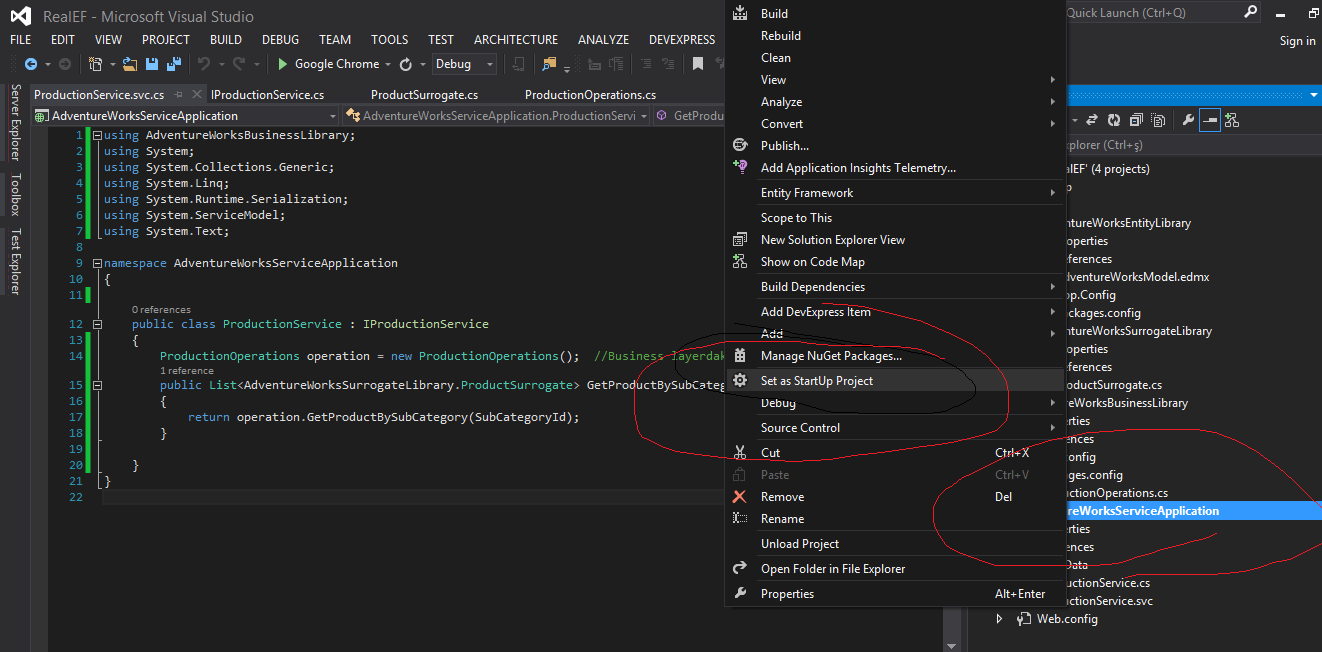 RealEF - Microsoft Visual Studio
Quick Launch (Ctrl+Q)
FILE EDIT VIEW PROJECT BUILD DEBUG TEAM TOOLS TEST ARCHITECTURE ANALYZE DEVEXPRESS
Sign in
Google Chrome Debug
ProductionService.svc.cs IProductionService.cs ProductSurrogate.cs ProductionOperations.cs
AdventureWorksServiceApplication AdventureWorksServiceApplication.ProductionServi GetProdu
Server Explorer
Toolbox
Test Explorer
1 using AdventureWorksBusinessLibrary;
2 using System;
3 using System.Collections.Generic;
4 using System.Linq;
5 using System.Runtime.Serialization;
6 using System.ServiceModel;
7 using System.Text;
8
9 namespace AdventureWorksServiceApplication
10 {
11
0 references
12 public class ProductionService : IProductionService
13 {
14 ProductionOperations operation = new ProductionOperations(); //Business layerdak
1 reference
15 public List<AdventureWorksSurrogateLibrary.ProductSurrogate> GetProductBySubCateg
16 {
17 return operation.GetProductBySubCategory(SubCategoryId);
18 }
19
20 }
21 }
22
Build
Rebuild
Clean
View
Analyze
Convert
Publish...
Add Application Insights Telemetry...
Entity Framework
Scope to This
New Solution Explorer View
Show on Code Map
Build Dependencies
Add DevExpress Item
Add
Manage NuGet Packages...
Set as StartUp Project
Debug
Source Control
Cut Ctrl+X
Paste Ctrl+V
Remove Del
Rename
Unload Project
Open Folder in File Explorer
Properties Alt+Enter
xplorer (Ctrl+ş)
alEF' (4 projects)
p
ntureWorksEntityLibrary
operties
eferences
dventureWorksModel.edmx
pp.Config
ackages.config
ntureWorksSurrogateLibrary
operties
eferences
oductSurrogate.cs
reWorksBusinessLibrary
erties
ences
onfig
ges.config
uctionOperations.cs
reWorksServiceApplication
erties
ences
Data
uctionService.cs
uctionService.svc
Web.config